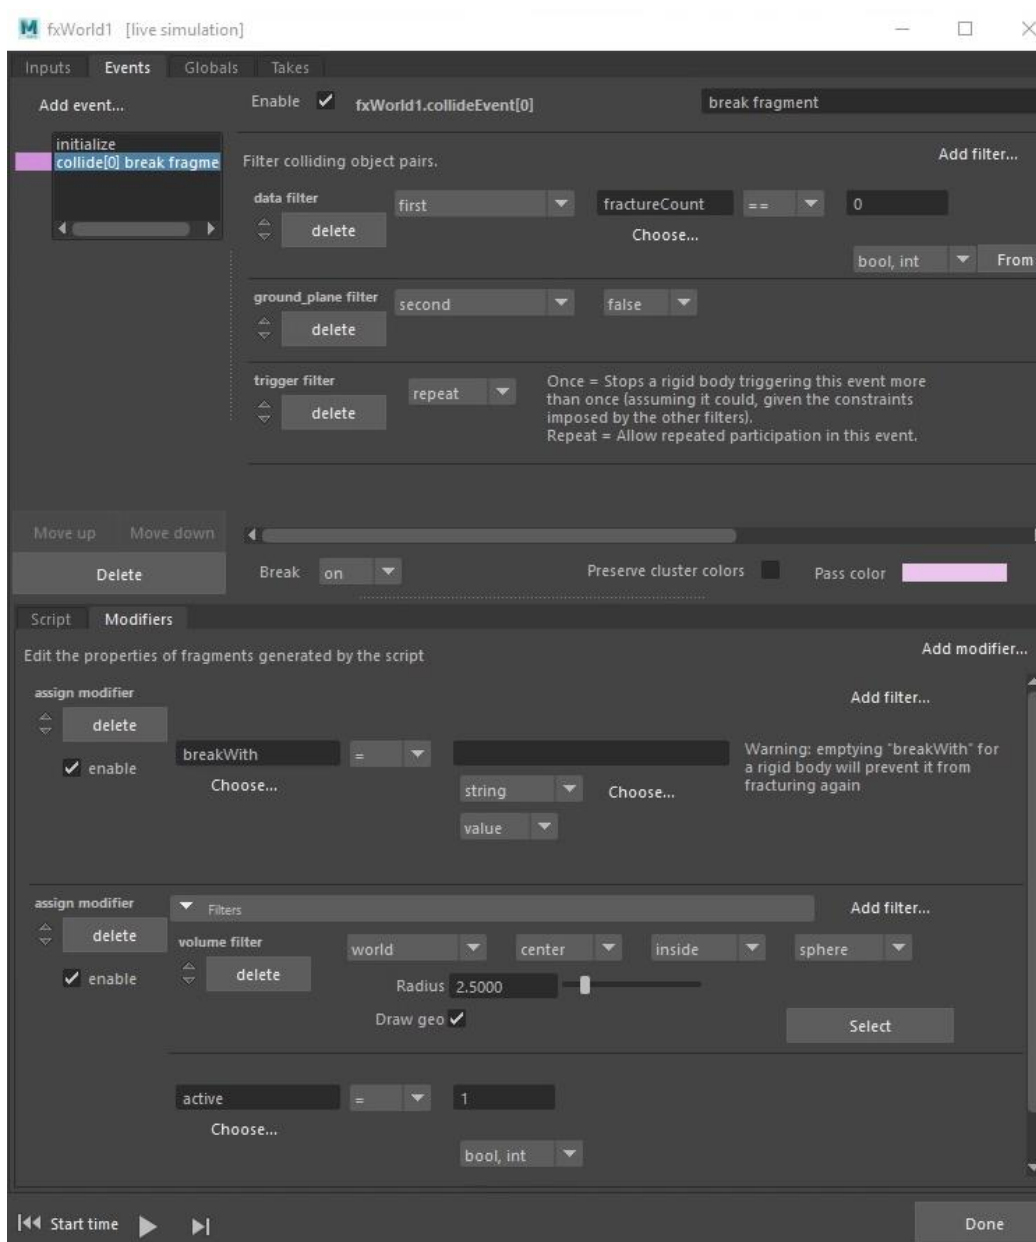 M fxWorld1 [live simulation]
Inputs Events Globals Takes
Add event...
Enable fxWorld1.collideEvent[0] break fragment
initialize
collide[0] break fragme
Filter colliding object pairs. Add filter...
data filter
delete
first fractureCount == 0
Choose...
bool, int From
ground_plane filter
delete
second false
trigger filter
delete
repeat
Once = Stops a rigid body triggering this event more
than once (assuming it could, given the constraints
imposed by the other filters).
Repeat = Allow repeated participation in this event.
Move up Move down
Delete
Break on Preserve cluster colors Pass color
Script Modifiers
Edit the properties of fragments generated by the script Add modifier...
assign modifier
delete
enable
Add filter...
breakWith =
Choose...
string Choose...
value
Warning: emptying "breakWith" for
a rigid body will prevent it from
fracturing again
assign modifier
delete
enable
Filters
Add filter...
volume filter
delete
world center inside sphere
Radius 2.5000
Draw geo
Select
active = 1
Choose...
bool, int
Start time
Done